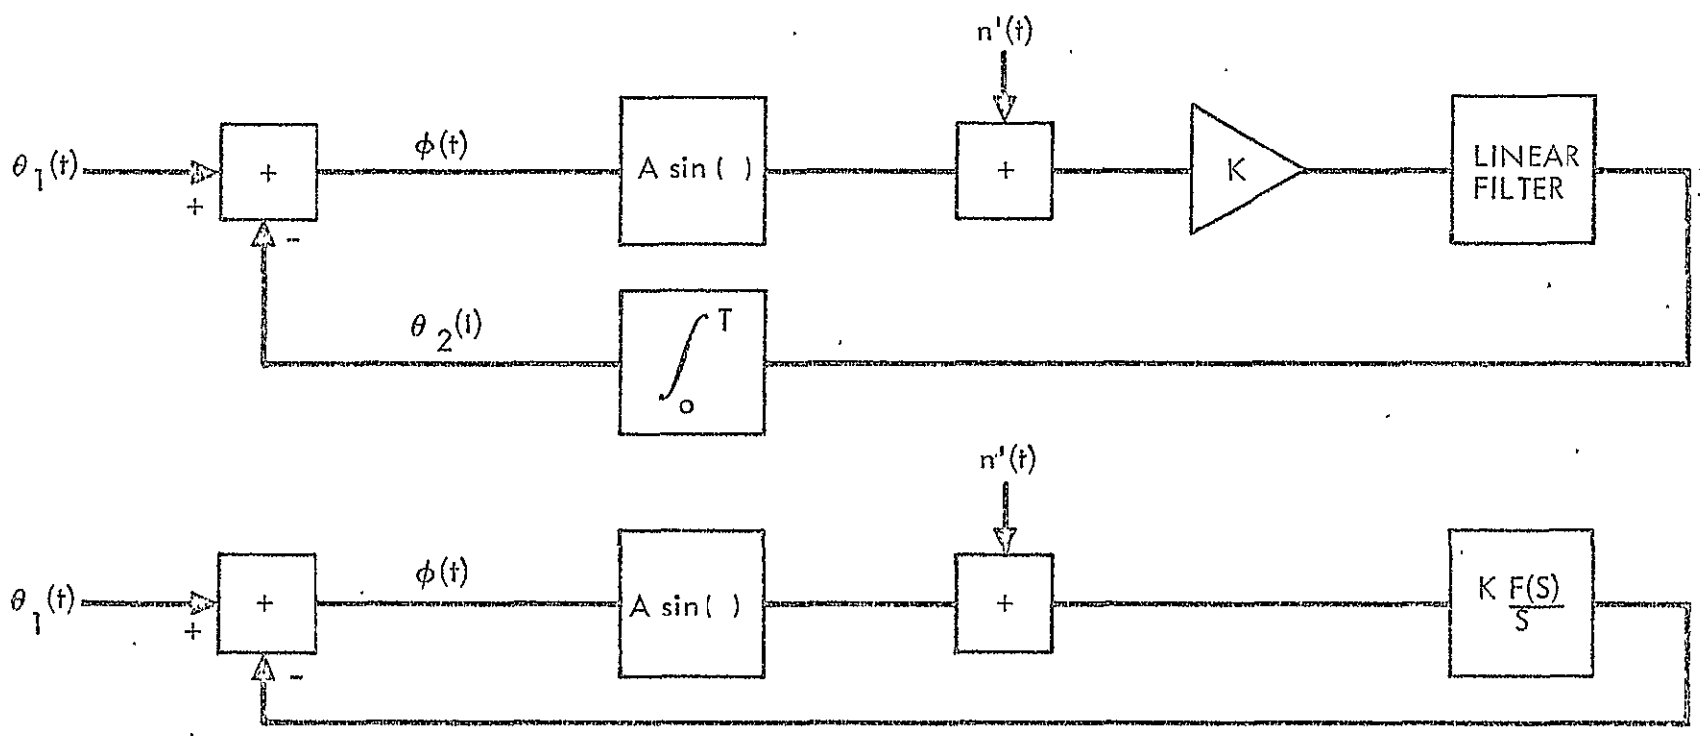 n'(t)
θ1(t)
+
+
-
ϕ(t)
A sin ( )
+
K
LINEAR
FILTER
θ2(t)
∫
T
o
n'(t)
θ1(t)
+
+
-
ϕ(t)
A sin( )
+
K F(S)
S